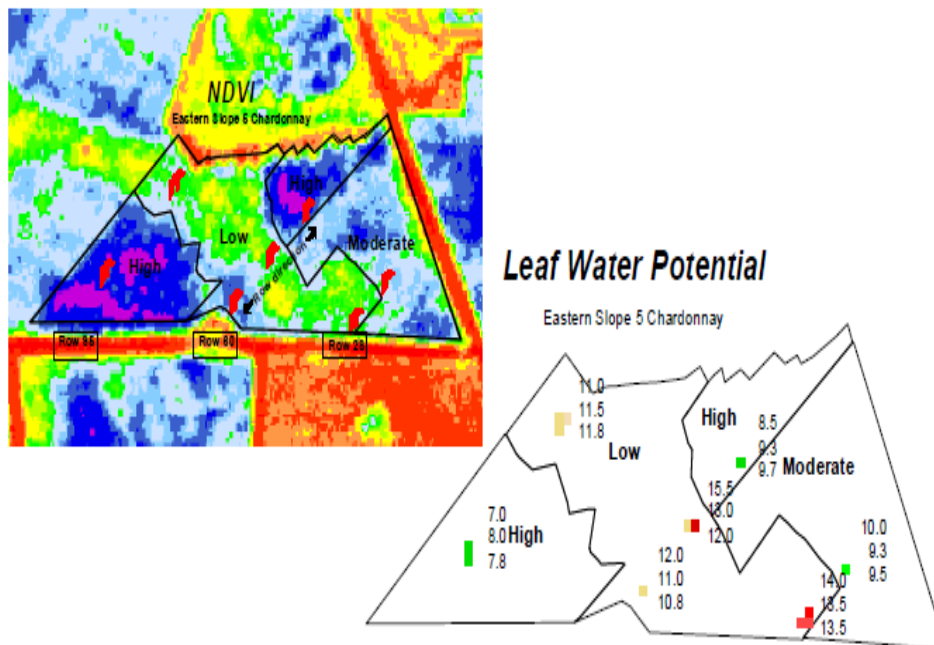 NDVI
Eastern Slope 5 Chardonnay
High
Low
Moderate
High
Row direction
Row 60
Row 25
Leaf Water Potential
Eastern Slope 5 Chardonnay
11.0
11.5
11.8
High
8.5
9.3
9.7
Low
Moderate
15.5
13.0
12.0
7.0
8.0
7.8
High
10.0
9.3
9.5
12.0
11.0
10.8
14.0
13.5
13.5